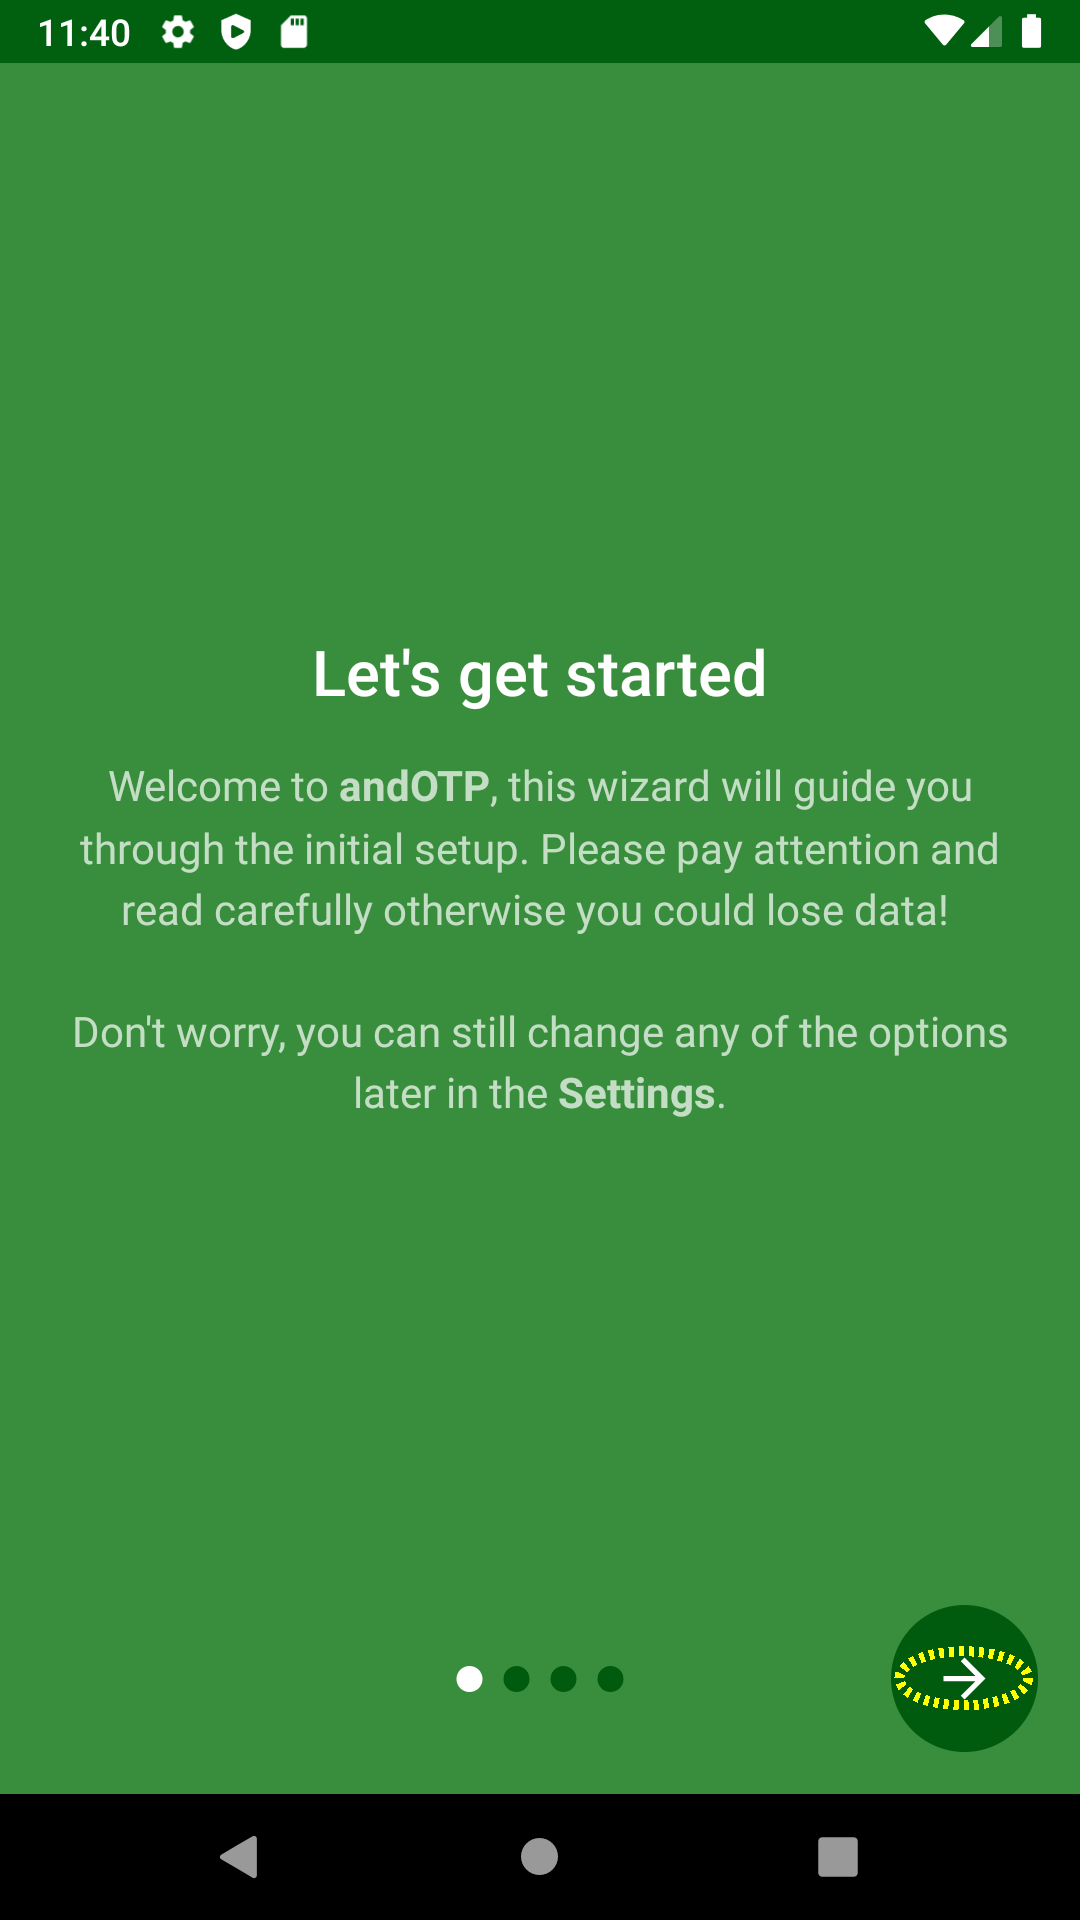 11:40
Let's get started
Welcome to andOTP, this wizard will guide you
through the initial setup. Please pay attention and
read carefully otherwise you could lose data!
Don't worry, you can still change any of the options
later in the Settings.